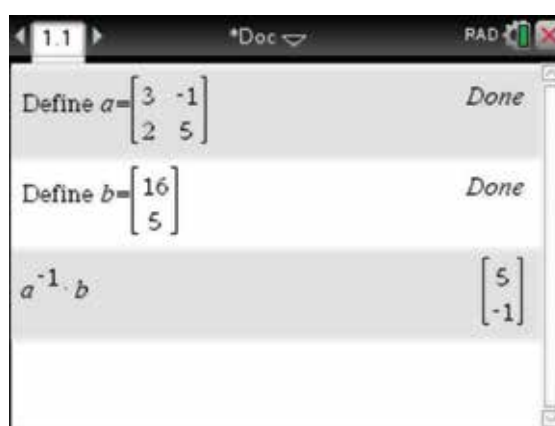 1.1 *Doc RAD
Define a=[3 -1
2 5] Done
Define b=[16
5] Done
a⁻¹·b [5
-1]